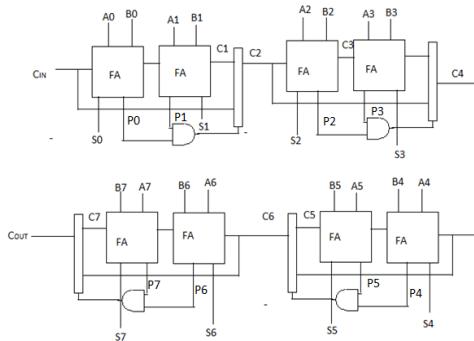 A0 B0 A1 B1 A2 B2 A3 B3
CIN FA FA C1 C2 FA C3 FA C4
S0 P0 P1 S1 S2 P2 P3 S3
B7 A7 B6 A6 B5 A5 B4 A4
COUT C7 FA FA C6 C5 FA FA
P7 P6 P5 P4
S7 S6 S5 S4